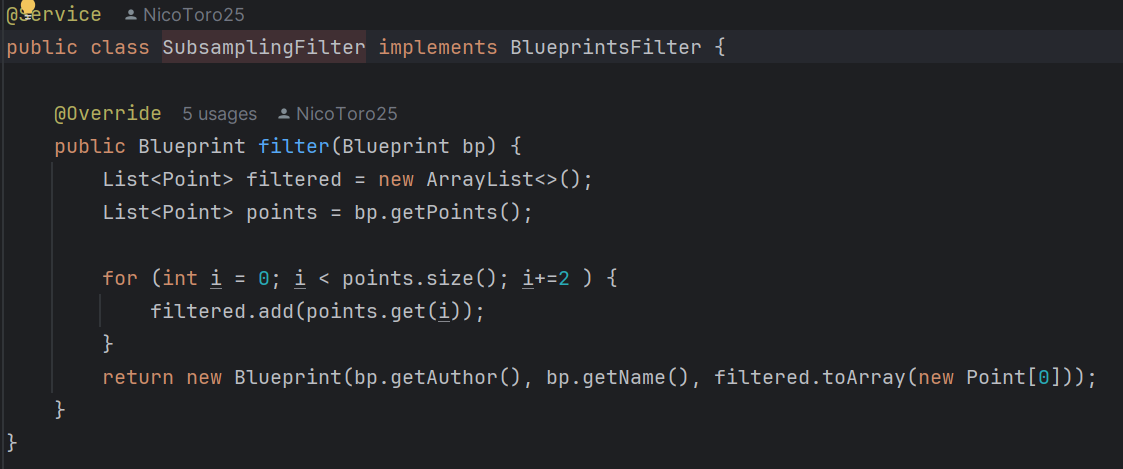 @Service NicoToro25
public class SubsamplingFilter implements BlueprintsFilter {
@Override 5 usages NicoToro25
public Blueprint filter(Blueprint bp) {
List<Point> filtered = new ArrayList<>();
List<Point> points = bp.getPoints();
for (int i = 0; i < points.size(); i+=2 ) {
filtered.add(points.get(i));
}
return new Blueprint(bp.getAuthor(), bp.getName(), filtered.toArray(new Point[0]));
}
}